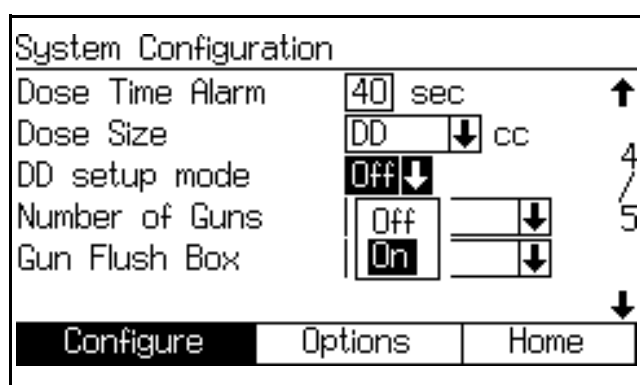 System Configuration
Dose Time Alarm 40 sec
Dose Size DD cc
DD setup mode Off
Number of Guns Off
Gun Flush Box On
4/5
Configure Options Home